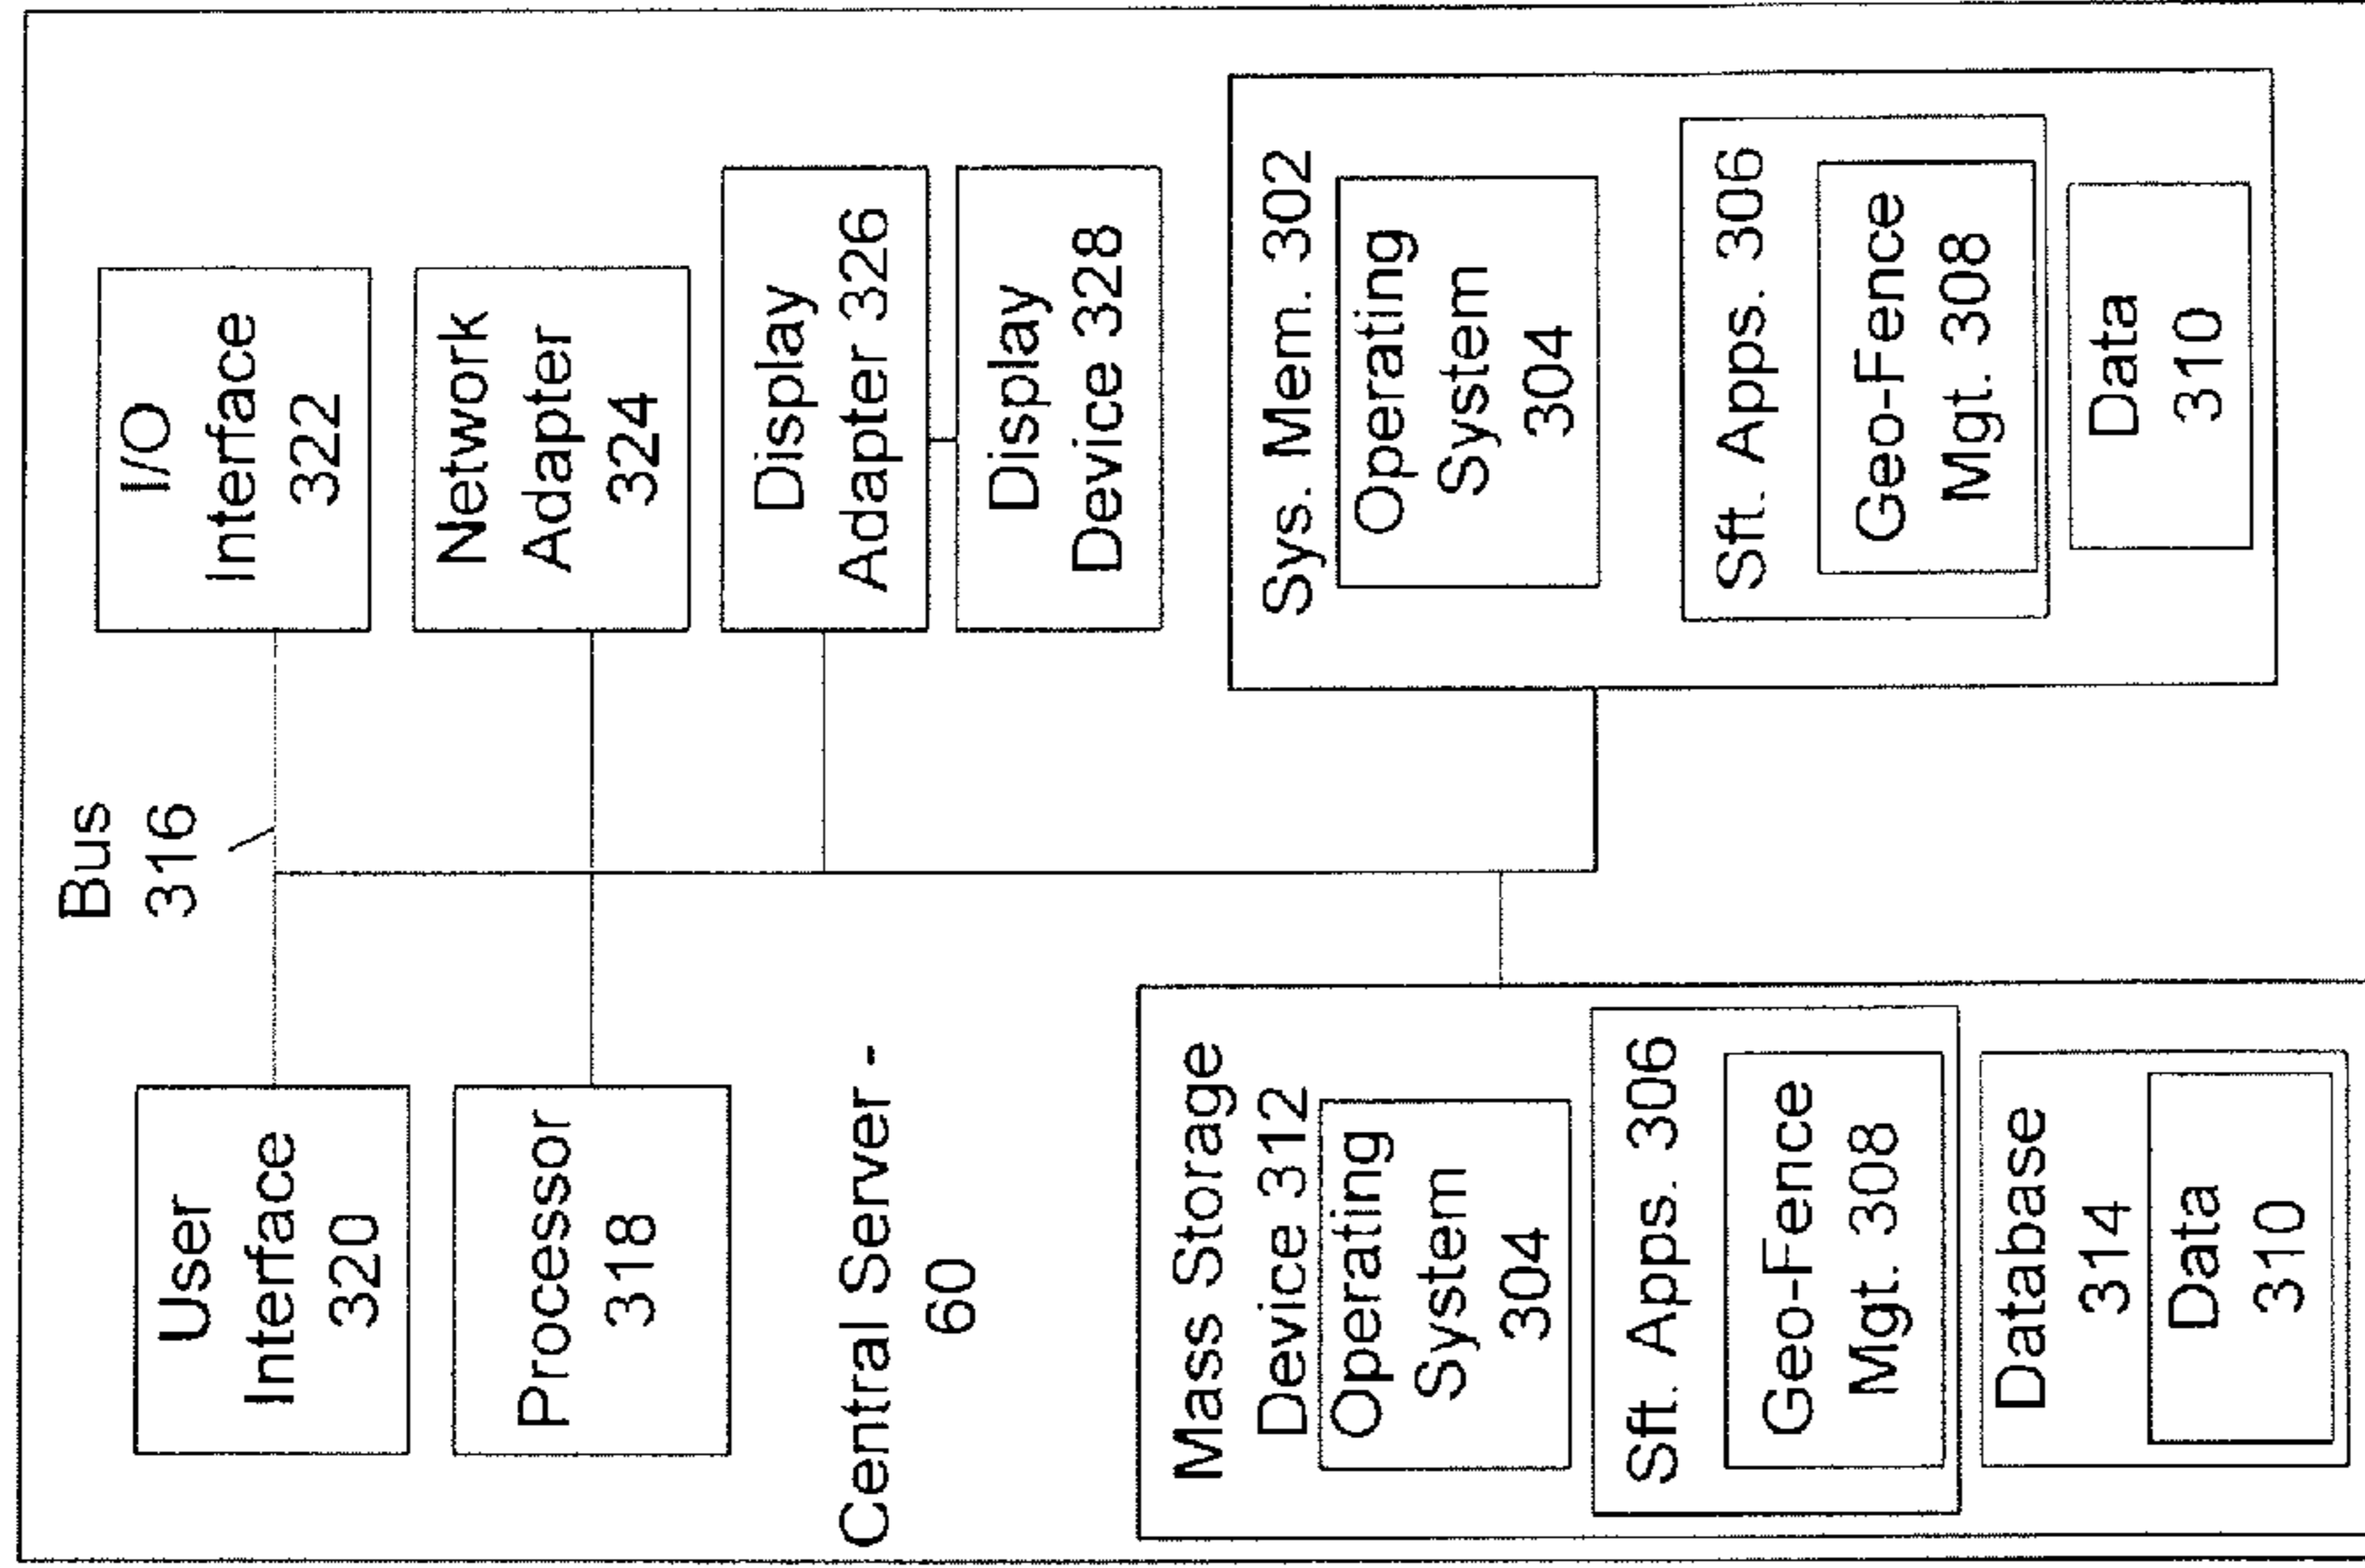 Bus
316
User
Interface
320
Processor
318
Central Server -
60
Mass Storage
Device 312
Operating
System
304
Sft. Apps. 306
Geo-Fence
Mgt. 308
Database
314
Data
310
I/O
Interface
322
Network
Adapter
324
Display
Adapter 326
Display
Device 328
Sys. Mem. 302
Operating
System
304
Sft. Apps. 306
Geo-Fence
Mgt. 308
Data
310